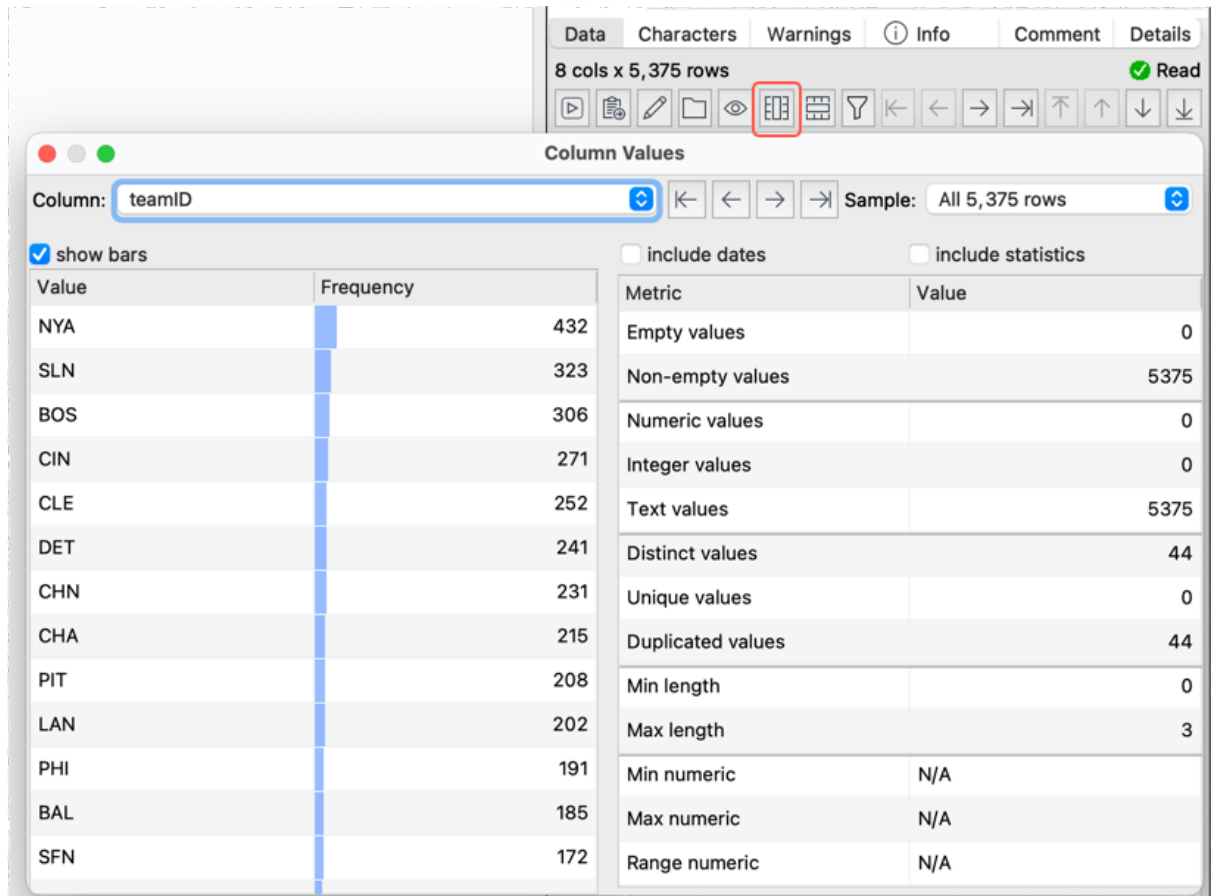 Data Characters Warnings Info Comment Details
8 cols x 5,375 rows Read
Column Values
Column: teamID Sample: All 5,375 rows
show bars include dates include statistics
Value Frequency
NYA 432
SLN 323
BOS 306
CIN 271
CLE 252
DET 241
CHN 231
CHA 215
PIT 208
LAN 202
PHI 191
BAL 185
SFN 172
Metric Value
Empty values 0
Non-empty values 5375
Numeric values 0
Integer values 0
Text values 5375
Distinct values 44
Unique values 0
Duplicated values 44
Min length 0
Max length 3
Min numeric N/A
Max numeric N/A
Range numeric N/A